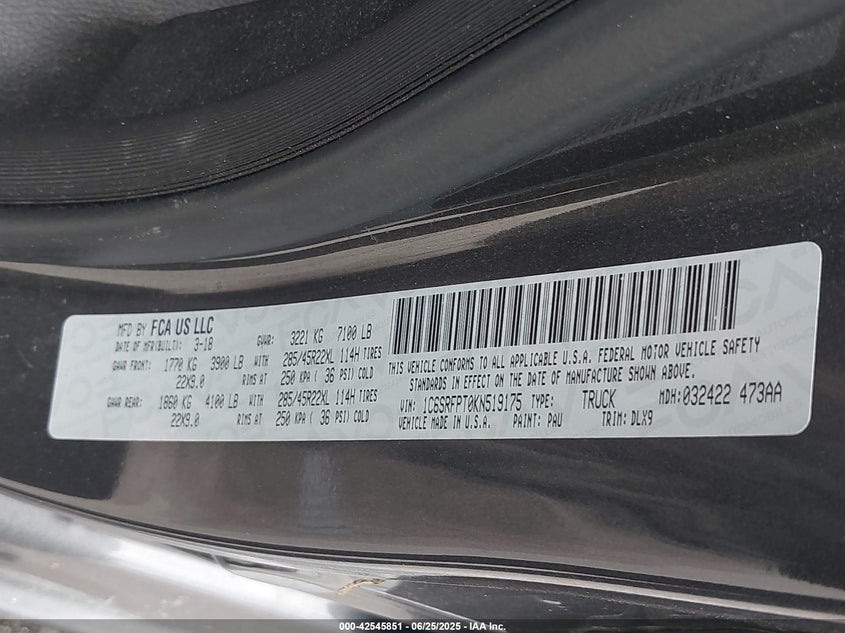 MFD BY FCA US LLC
DATE OF MFR(BUILT): 3-18 GVWR: 3221 KG 7100 LB
GAWR FRONT: 1770 KG 3900 LB WITH 285/45R22XL 114H TIRES
22X9.0 RIMS AT 250 KPA ( 36 PSI) COLD
GAWR REAR: 1860 KG 4100 LB WITH 285/45R22XL 114H TIRES
22X9.0 RIMS AT 250 KPA ( 36 PSI) COLD
THIS VEHICLE CONFORMS TO ALL APPLICABLE U.S.A. FEDERAL MOTOR VEHICLE SAFETY
STANDARDS IN EFFECT ON THE DATE OF MANUFACTURE SHOWN ABOVE.
VIN: 1C6SRFPT0KN519175 TYPE: TRUCK MDH: 032422 473AA
VEHICLE MADE IN U.S.A. PAINT: PAU TRIM: DLX9
000-42545851 - 06/25/2025 - IAA Inc.